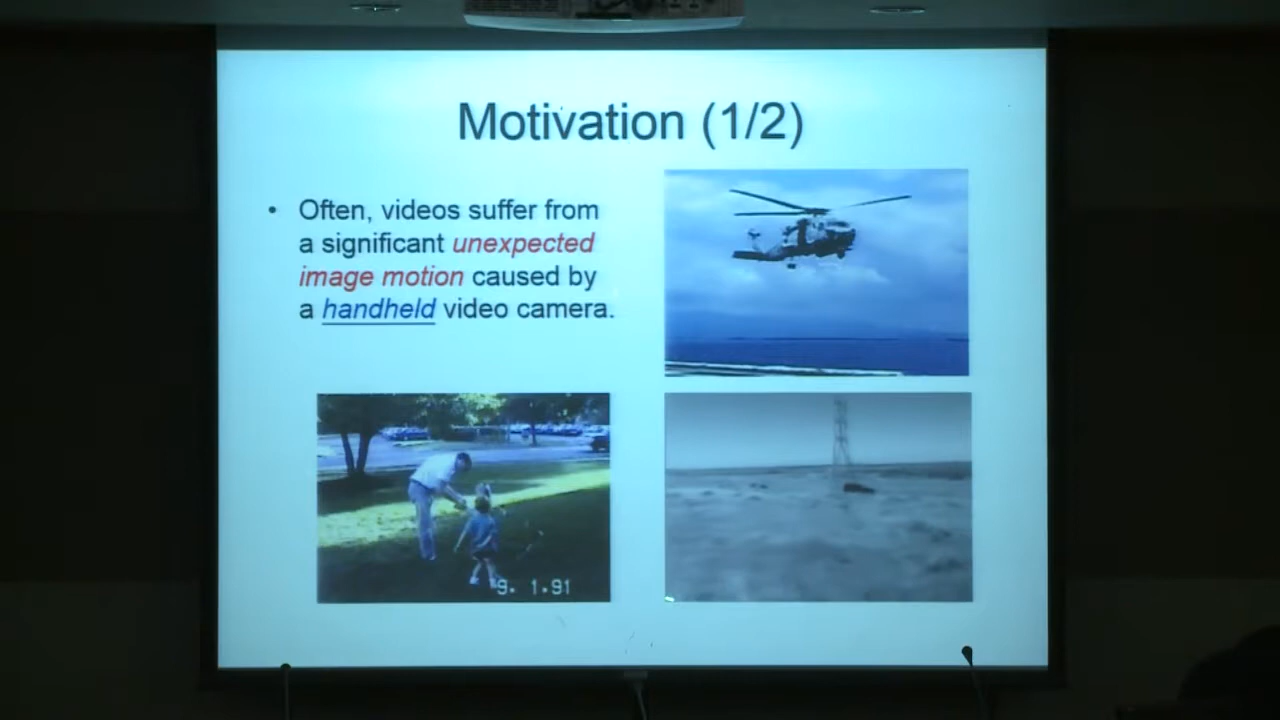 Motivation (1/2)
• Often, videos suffer from
a significant unexpected
image motion caused by
a handheld video camera.
9. 1.91